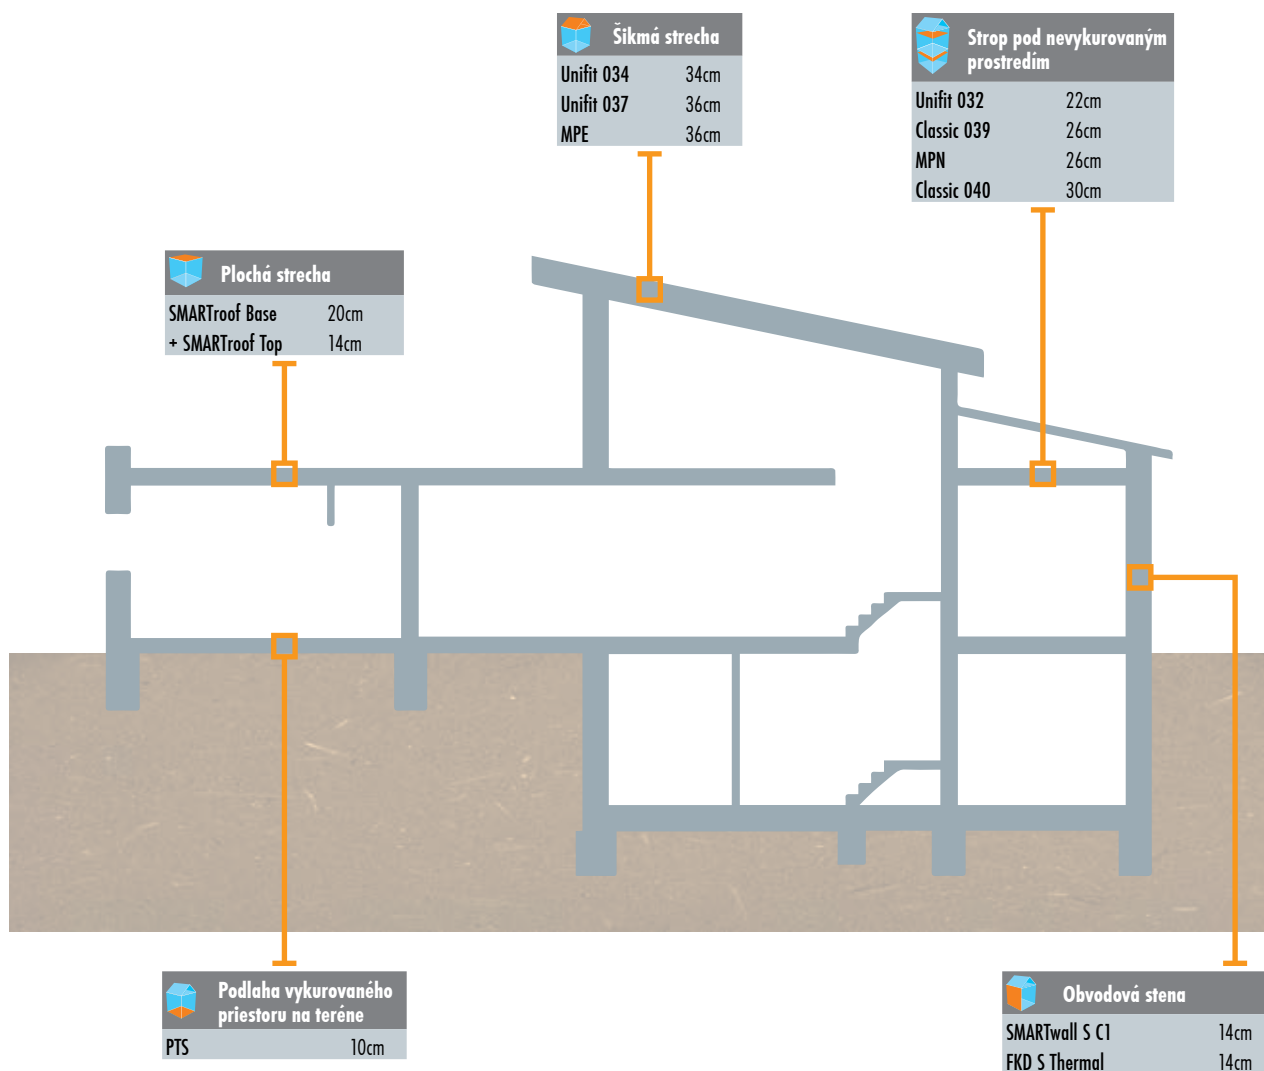 Šikmá strecha
Unifit 034 34cm
Unifit 037 36cm
MPE 36cm
Strop pod nevykurovaným
prostredím
Unifit 032 22cm
Classic 039 26cm
MPN 26cm
Classic 040 30cm
Plochá strecha
SMARTroof Base 20cm
+ SMARTroof Top 14cm
Podlaha vykurovaného
priestoru na teréne
PTS 10cm
Obvodová stena
SMARTwall S C1 14cm
FKD S Thermal 14cm